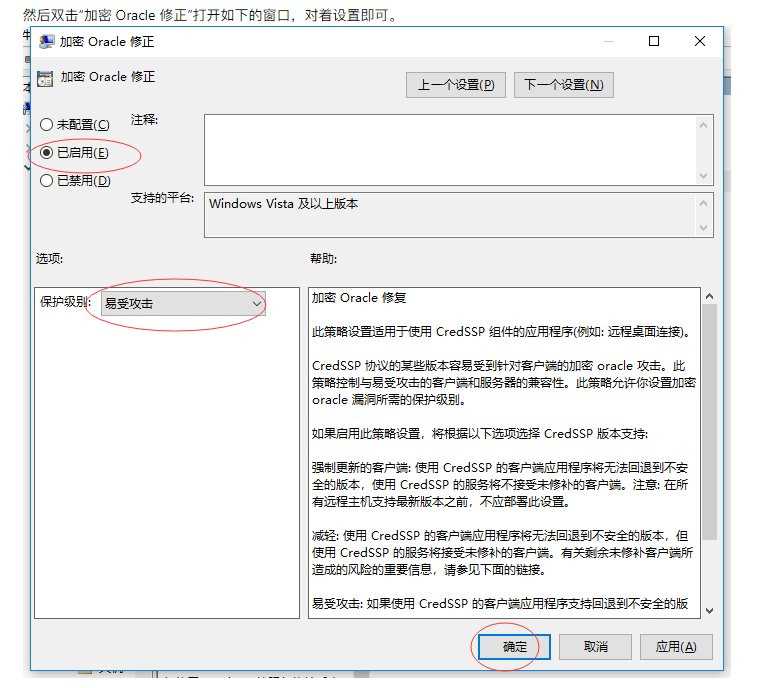 然后双击“加密 Oracle 修正”打开如下的窗口，对着设置即可。
加密 Oracle 修正
加密 Oracle 修正
上一个设置(P)
下一个设置(N)
未配置(C)
注释:
已启用(E)
已禁用(D)
支持的平台:
Windows Vista 及以上版本
选项:
帮助:
保护级别:
易受攻击
加密 Oracle 修复
此策略设置适用于使用 CredSSP 组件的应用程序(例如: 远程桌面连接)。
CredSSP 协议的某些版本容易受到针对客户端的加密 oracle 攻击。此
策略控制与易受攻击的客户端和服务器的兼容性。此策略允许你设置加密
oracle 漏洞所需的保护级别。
如果启用此策略设置，将根据以下选项选择 CredSSP 版本支持:
强制更新的客户端: 使用 CredSSP 的客户端应用程序将无法回退到不安
全的版本，使用 CredSSP 的服务将不接受未修补的客户端。注意: 在所
有远程主机支持最新版本之前，不应部署此设置。
减轻: 使用 CredSSP 的客户端应用程序将无法回退到不安全的版本，但
使用 CredSSP 的服务将接受未修补的客户端。有关剩余未修补客户端所
造成的风险的重要信息，请参见下面的链接。
易受攻击: 如果使用 CredSSP 的客户端应用程序支持回退到不安全的版
确定
取消
应用(A)